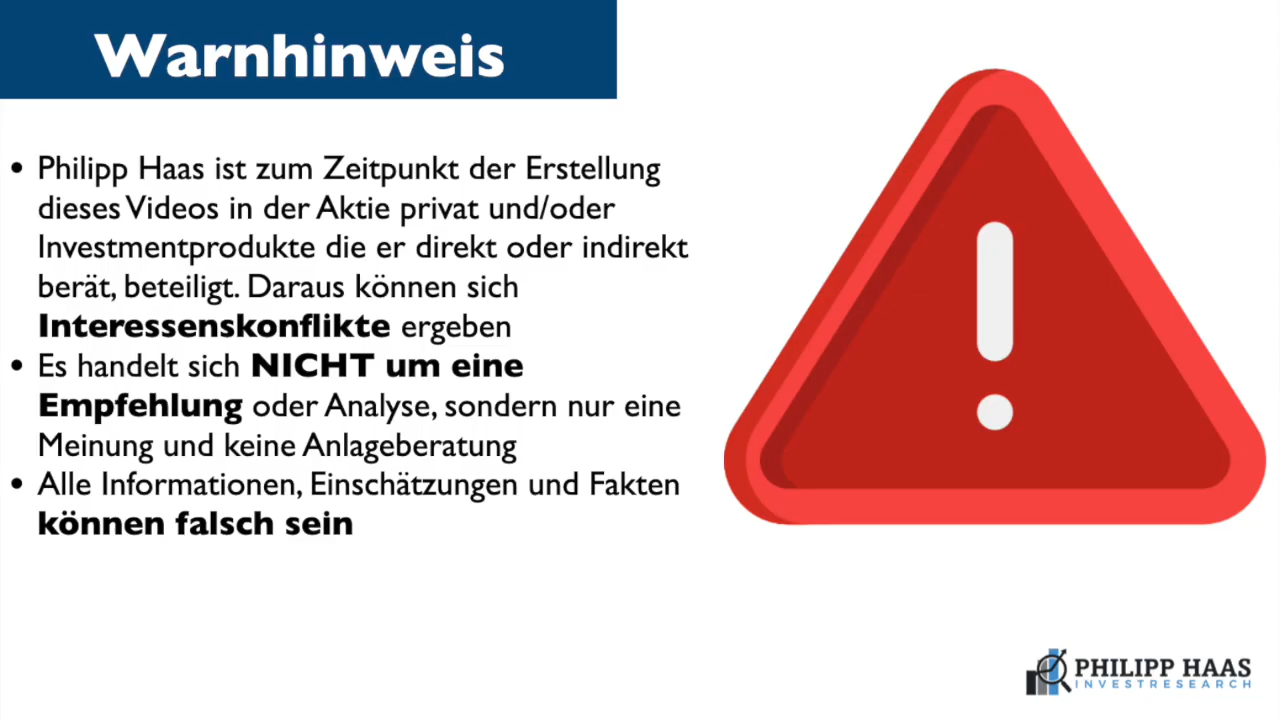 Warnhinweis
• Philipp Haas ist zum Zeitpunkt der Erstellung
dieses Videos in der Aktie privat und/oder
Investmentprodukte die er direkt oder indirekt
berät, beteiligt. Daraus können sich
Interessenskonflikte ergeben
• Es handelt sich NICHT um eine
Empfehlung oder Analyse, sondern nur eine
Meinung und keine Anlageberatung
• Alle Informationen, Einschätzungen und Fakten
können falsch sein
PHILIPP HAAS
INVESTRESEARCH